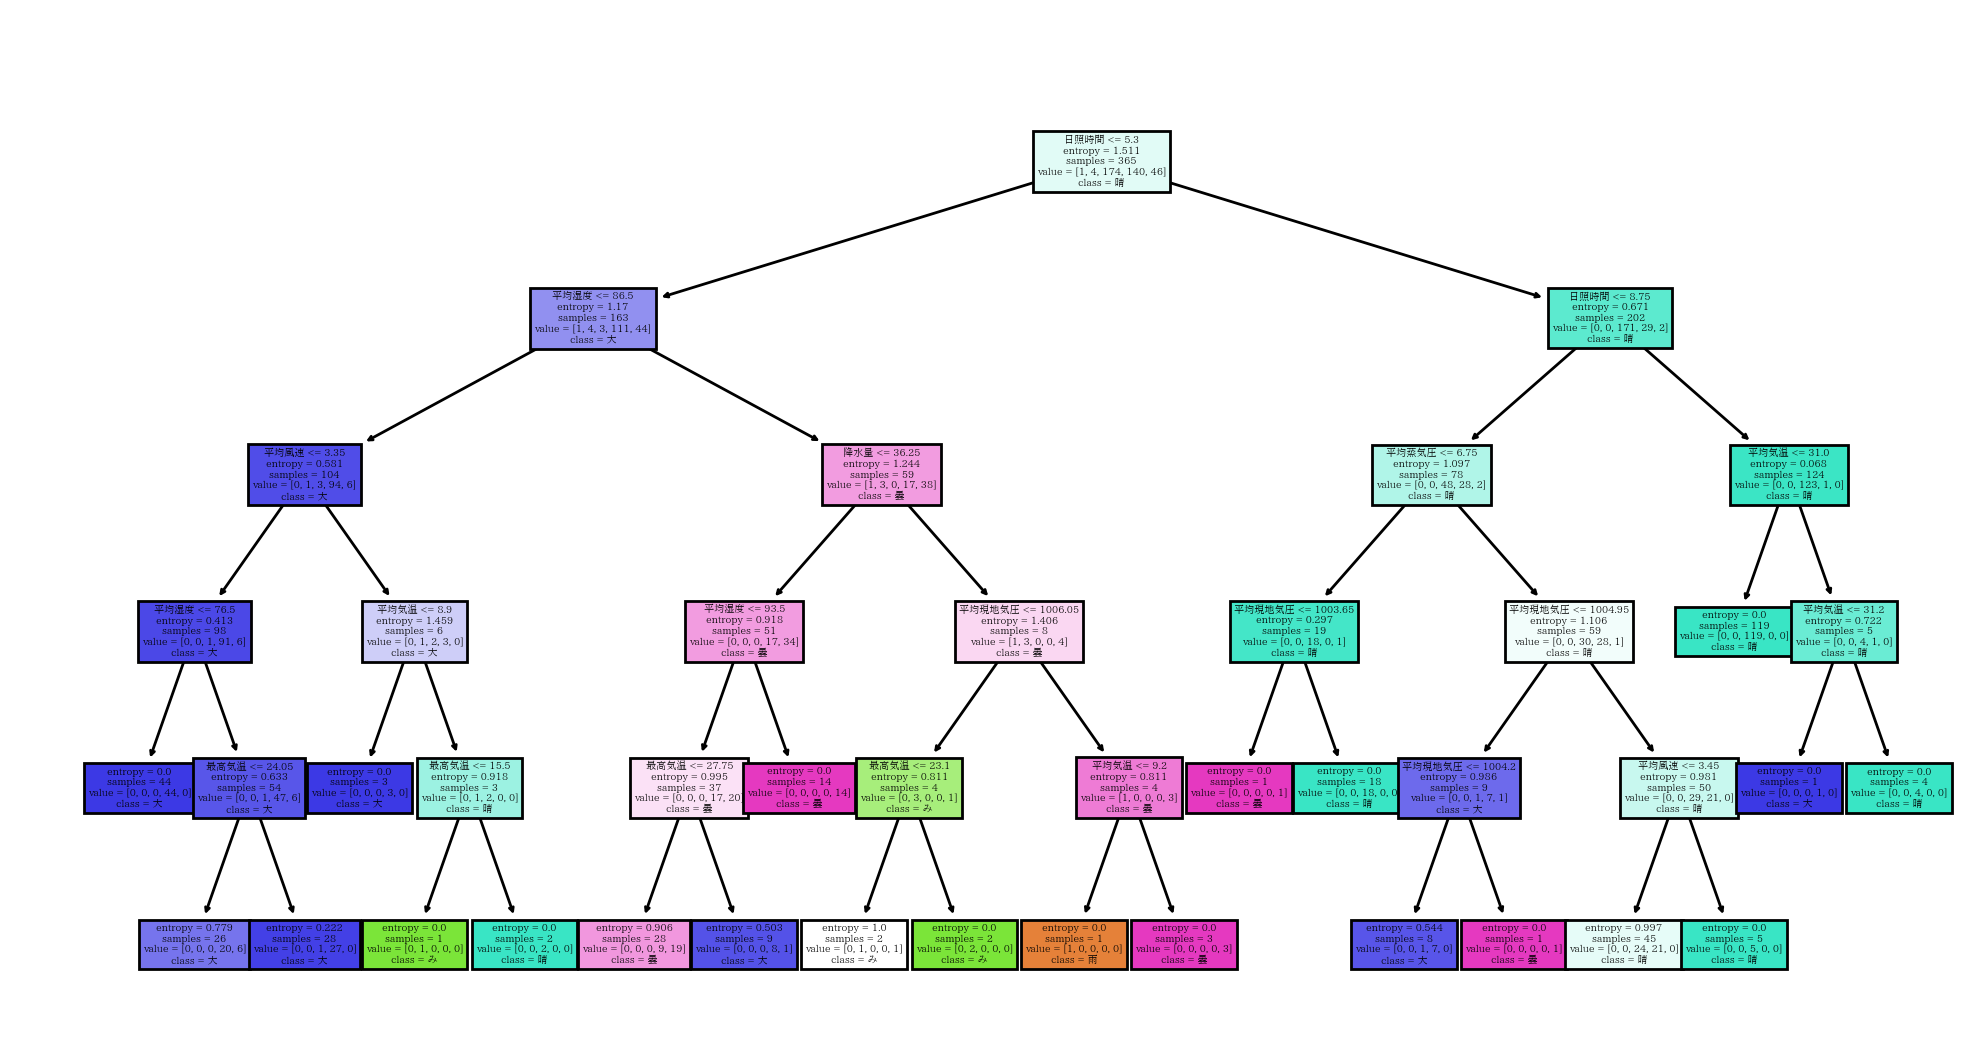 日照時間 <= 5.3
entropy = 1.511
samples = 365
value = [1, 4, 174, 140, 46]
class = 晴
平均湿度 <= 86.5
entropy = 1.17
samples = 163
value = [1, 4, 3, 111, 44]
class = 大
日照時間 <= 8.75
entropy = 0.671
samples = 202
value = [0, 0, 171, 29, 2]
class = 晴
平均風速 <= 3.35
entropy = 0.581
samples = 104
value = [0, 1, 3, 94, 6]
class = 大
降水量 <= 36.25
entropy = 1.244
samples = 59
value = [1, 3, 0, 17, 38]
class = 曇
平均蒸気圧 <= 6.75
entropy = 1.097
samples = 78
value = [0, 0, 48, 28, 2]
class = 晴
平均気温 <= 31.0
entropy = 0.068
samples = 124
value = [0, 0, 123, 1, 0]
class = 晴
平均湿度 <= 76.5
entropy = 0.413
samples = 98
value = [0, 0, 1, 91, 6]
class = 大
平均気温 <= 8.9
entropy = 1.459
samples = 6
value = [0, 1, 2, 3, 0]
class = 大
平均湿度 <= 93.5
entropy = 0.918
samples = 51
value = [0, 0, 0, 17, 34]
class = 曇
平均現地気圧 <= 1006.05
entropy = 1.406
samples = 8
value = [1, 3, 0, 0, 4]
class = 曇
平均現地気圧 <= 1003.65
entropy = 0.297
samples = 19
value = [0, 0, 18, 0, 1]
class = 晴
平均現地気圧 <= 1004.95
entropy = 1.106
samples = 59
value = [0, 0, 30, 28, 1]
class = 晴
entropy = 0.0
samples = 119
value = [0, 0, 119, 0, 0]
class = 晴
平均気温 <= 31.2
entropy = 0.722
samples = 5
value = [0, 0, 4, 1, 0]
class = 晴
entropy = 0.0
samples = 44
value = [0, 0, 0, 44, 0]
class = 大
最高気温 <= 24.05
entropy = 0.633
samples = 54
value = [0, 0, 1, 47, 6]
class = 大
entropy = 0.0
samples = 3
value = [0, 0, 0, 3, 0]
class = 大
最高気温 <= 15.5
entropy = 0.918
samples = 3
value = [0, 1, 2, 0, 0]
class = 晴
最高気温 <= 27.75
entropy = 0.995
samples = 37
value = [0, 0, 0, 17, 20]
class = 曇
entropy = 0.0
samples = 14
value = [0, 0, 0, 0, 14]
class = 曇
最高気温 <= 23.1
entropy = 0.811
samples = 4
value = [0, 3, 0, 0, 1]
class = み
平均気温 <= 9.2
entropy = 0.811
samples = 4
value = [1, 0, 0, 0, 3]
class = 曇
entropy = 0.0
samples = 1
value = [0, 0, 0, 0, 1]
class = 曇
entropy = 0.0
samples = 18
value = [0, 0, 18, 0, 0
class = 晴
平均現地気圧 <= 1004.2
entropy = 0.986
samples = 9
value = [0, 0, 1, 7, 1]
class = 大
平均風速 <= 3.45
entropy = 0.981
samples = 50
value = [0, 0, 29, 21, 0]
class = 晴
entropy = 0.0
samples = 1
value = [0, 0, 0, 1, 0]
class = 大
entropy = 0.0
samples = 4
value = [0, 0, 4, 0, 0]
class = 晴
entropy = 0.779
samples = 26
value = [0, 0, 0, 20, 6]
class = 大
entropy = 0.222
samples = 28
value = [0, 0, 1, 27, 0]
class = 大
entropy = 0.0
samples = 1
value = [0, 1, 0, 0, 0]
class = み
entropy = 0.0
samples = 2
value = [0, 0, 2, 0, 0]
class = 晴
entropy = 0.906
samples = 28
value = [0, 0, 0, 9, 19]
class = 曇
entropy = 0.503
samples = 9
value = [0, 0, 0, 8, 1]
class = 大
entropy = 1.0
samples = 2
value = [0, 1, 0, 0, 1]
class = み
entropy = 0.0
samples = 2
value = [0, 2, 0, 0, 0]
class = み
entropy = 0.0
samples = 1
value = [1, 0, 0, 0, 0]
class = 雨
entropy = 0.0
samples = 3
value = [0, 0, 0, 0, 3]
class = 曇
entropy = 0.544
samples = 8
value = [0, 0, 1, 7, 0]
class = 大
entropy = 0.0
samples = 1
value = [0, 0, 0, 0, 1]
class = 曇
entropy = 0.997
samples = 45
value = [0, 0, 24, 21, 0]
class = 晴
entropy = 0.0
samples = 5
value = [0, 0, 5, 0, 0]
class = 晴